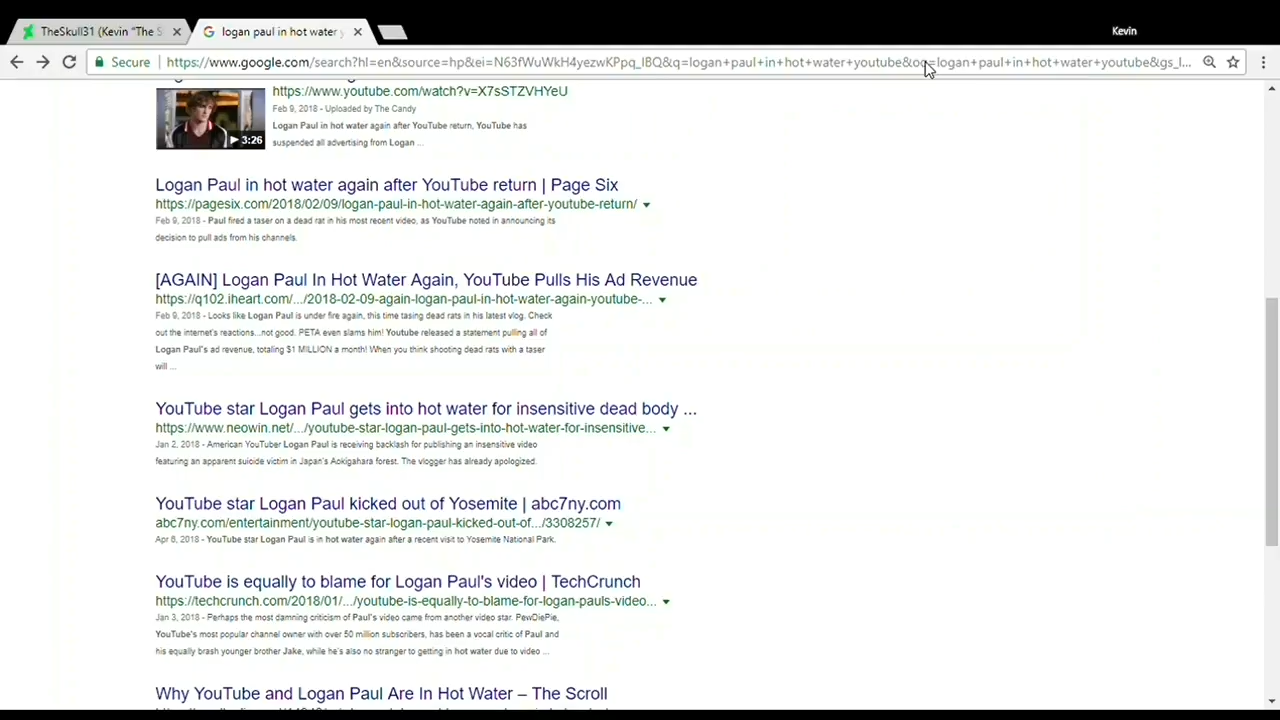 TheSkull31 (Kevin "The S
logan paul in hot water y
Kevin
Secure
https://www.google.com/search?hl=en&source=hp&ei=N63fWuWkH4yezwKPpq_IBQ&q=logan+paul+in+hot+water+youtube&oq=logan+paul+in+hot+water+youtube&gs_l...
https://www.youtube.com/watch?v=X7sSTZVHYeU
Feb 9, 2018 - Uploaded by The Candy
3:26
Logan Paul in hot water again after YouTube return, YouTube has
suspended all advertising from Logan ...
Logan Paul in hot water again after YouTube return | Page Six
https://pagesix.com/2018/02/09/logan-paul-in-hot-water-again-after-youtube-return/
Feb 9, 2018 - Paul fired a taser on a dead rat in his most recent video, as YouTube noted in announcing its
decision to pull ads from his channels.
[AGAIN] Logan Paul In Hot Water Again, YouTube Pulls His Ad Revenue
https://q102.iheart.com/.../2018-02-09-again-logan-paul-in-hot-water-again-youtube-...
Feb 9, 2018 - Looks like Logan Paul is under fire again, this time tasing dead rats in his latest vlog. Check
out the internet's reactions...not good. PETA even slams him! Youtube released a statement pulling all of
Logan Paul's ad revenue, totaling $1 MILLION a month! When you think shooting dead rats with a taser
will ...
YouTube star Logan Paul gets into hot water for insensitive dead body ...
https://www.neowin.net/.../youtube-star-logan-paul-gets-into-hot-water-for-insensitive...
Jan 2, 2018 - American YouTuber Logan Paul is receiving backlash for publishing an insensitive video
featuring an apparent suicide victim in Japan's Aokigahara forest. The vlogger has already apologized.
YouTube star Logan Paul kicked out of Yosemite | abc7ny.com
abc7ny.com/entertainment/youtube-star-logan-paul-kicked-out-of.../3308257/
Apr 6, 2018 - YouTube star Logan Paul is in hot water again after a recent visit to Yosemite National Park.
YouTube is equally to blame for Logan Paul's video | TechCrunch
https://techcrunch.com/2018/01/.../youtube-is-equally-to-blame-for-logan-pauls-video...
Jan 3, 2018 - Perhaps the most damning criticism of Paul's video came from another video star. PewDiePie,
YouTube's most popular channel owner with over 50 million subscribers, has been a vocal critic of Paul and
his equally brash younger brother Jake, while he's also no stranger to getting in hot water due to video ...
Why YouTube and Logan Paul Are In Hot Water – The Scroll